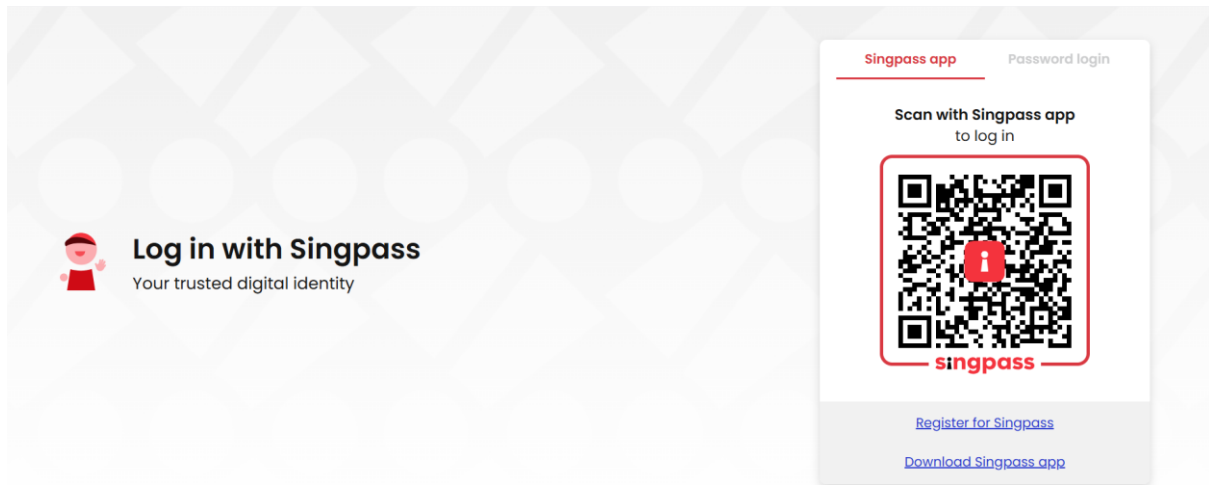 Singpass app
Password login
Scan with Singpass app
to log in
singpass
Log in with Singpass
Your trusted digital identity
Register for Singpass
Download Singpass app